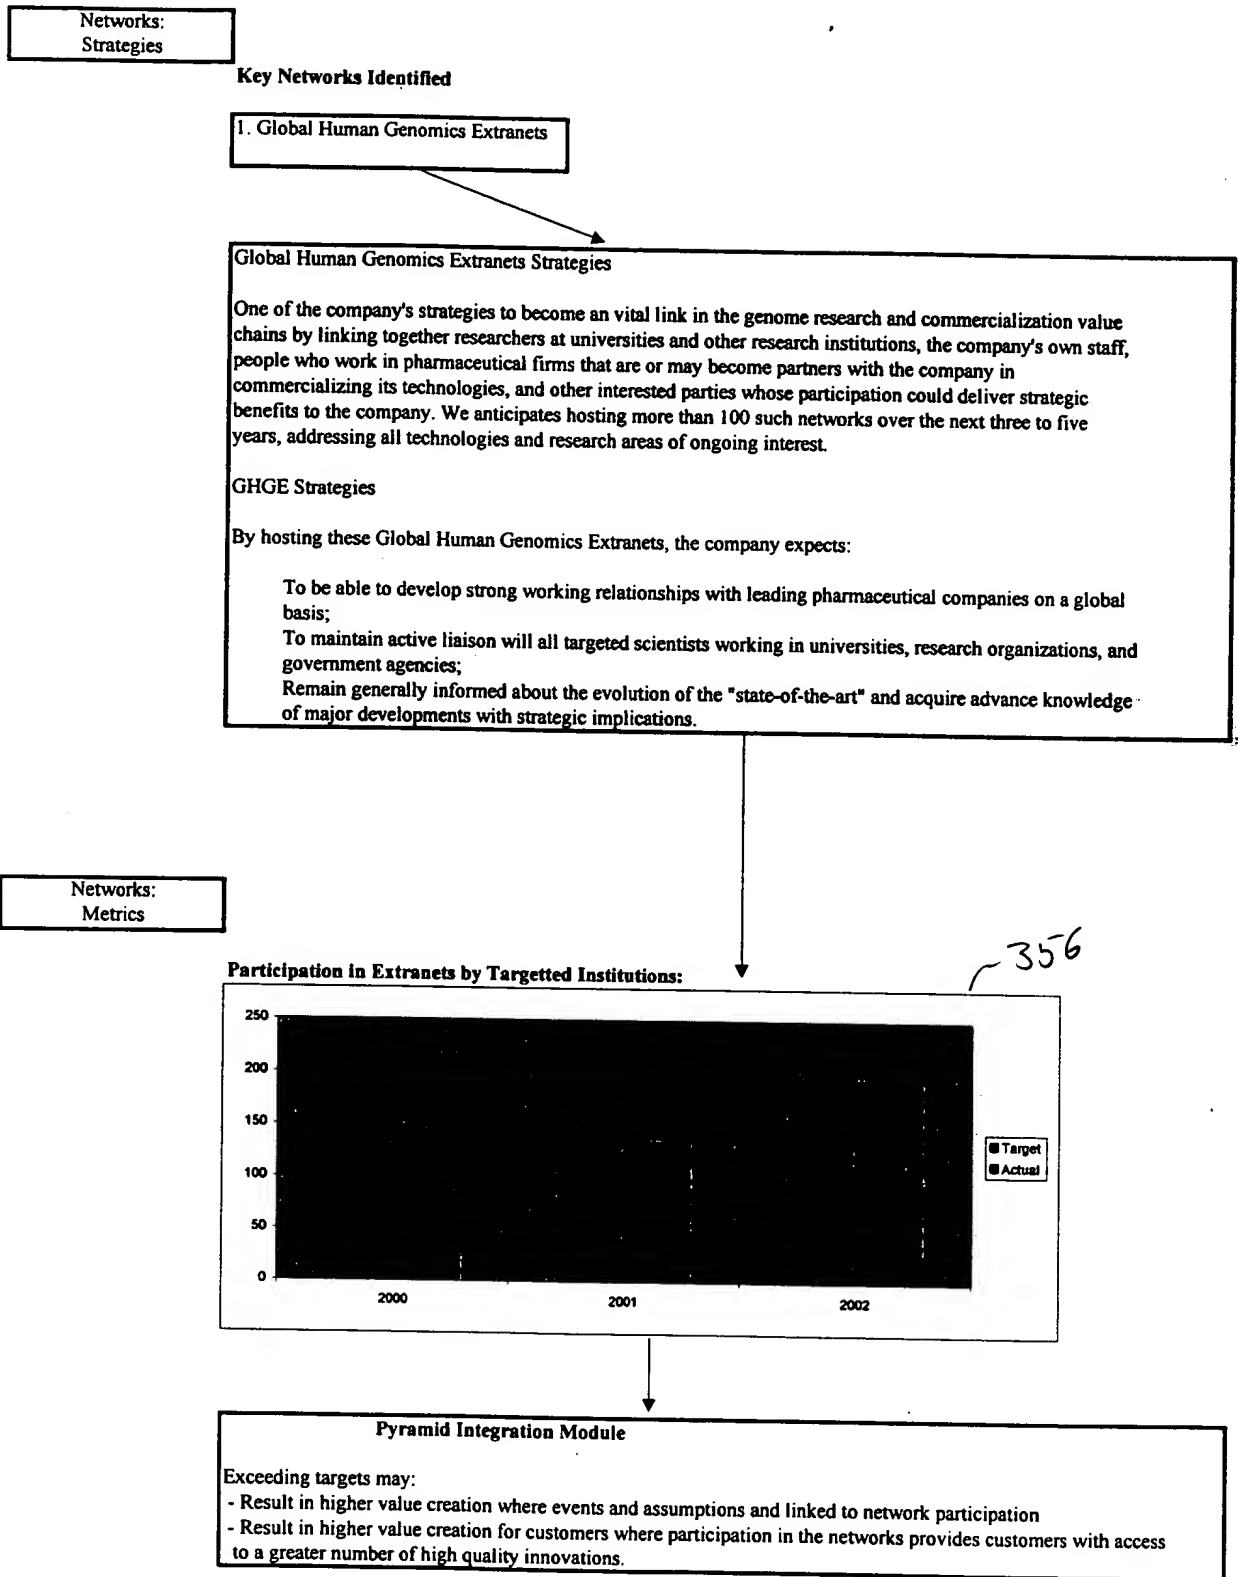 Networks:
Strategies
Key Networks Identified
1. Global Human Genomics Extranets
Global Human Genomics Extranets Strategies
One of the company's strategies to become an vital link in the genome research and commercialization value
chains by linking together researchers at universities and other research institutions, the company's own staff,
people who work in pharmaceutical firms that are or may become partners with the company in
commercializing its technologies, and other interested parties whose participation could deliver strategic
benefits to the company. We anticipates hosting more than 100 such networks over the next three to five
years, addressing all technologies and research areas of ongoing interest.
GHGE Strategies
By hosting these Global Human Genomics Extranets, the company expects:
To be able to develop strong working relationships with leading pharmaceutical companies on a global
basis;
To maintain active liaison will all targeted scientists working in universities, research organizations, and
government agencies;
Remain generally informed about the evolution of the "state-of-the-art" and acquire advance knowledge
of major developments with strategic implications.
Networks:
Metrics
356
Participation in Extranets by Targetted Institutions:
250
200
150
100
50
0
2000
2001
2002
Target
Actual
Pyramid Integration Module
Exceeding targets may:
- Result in higher value creation where events and assumptions and linked to network participation
- Result in higher value creation for customers where participation in the networks provides customers with access
to a greater number of high quality innovations.